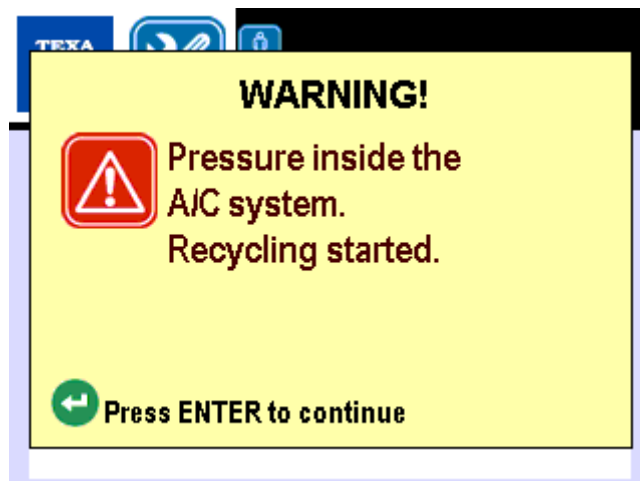 TEXA
WARNING!
Pressure inside the
A/C system.
Recycling started.
Press ENTER to continue